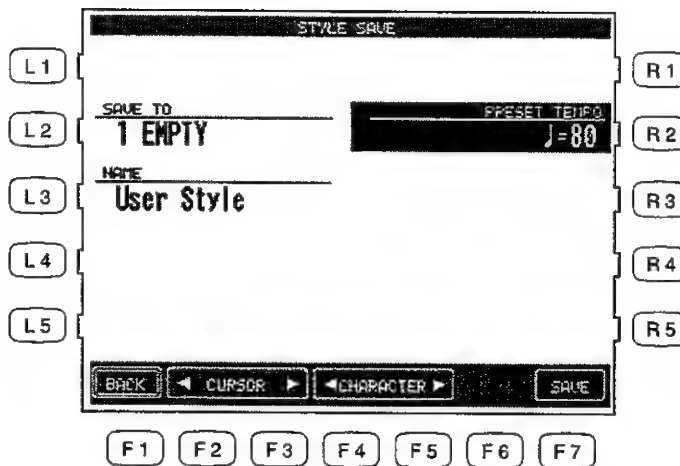 STYLE SAVE
L1
R1
SAVE TO
1 EMPTY
PRESET TEMPO
♩=80
L2
R2
NAME
User Style
L3
R3
L4
R4
L5
R5
BACK ◄ CURSOR ► ◄CHARACTER► SAVE
F1 F2 F3 F4 F5 F6 F7